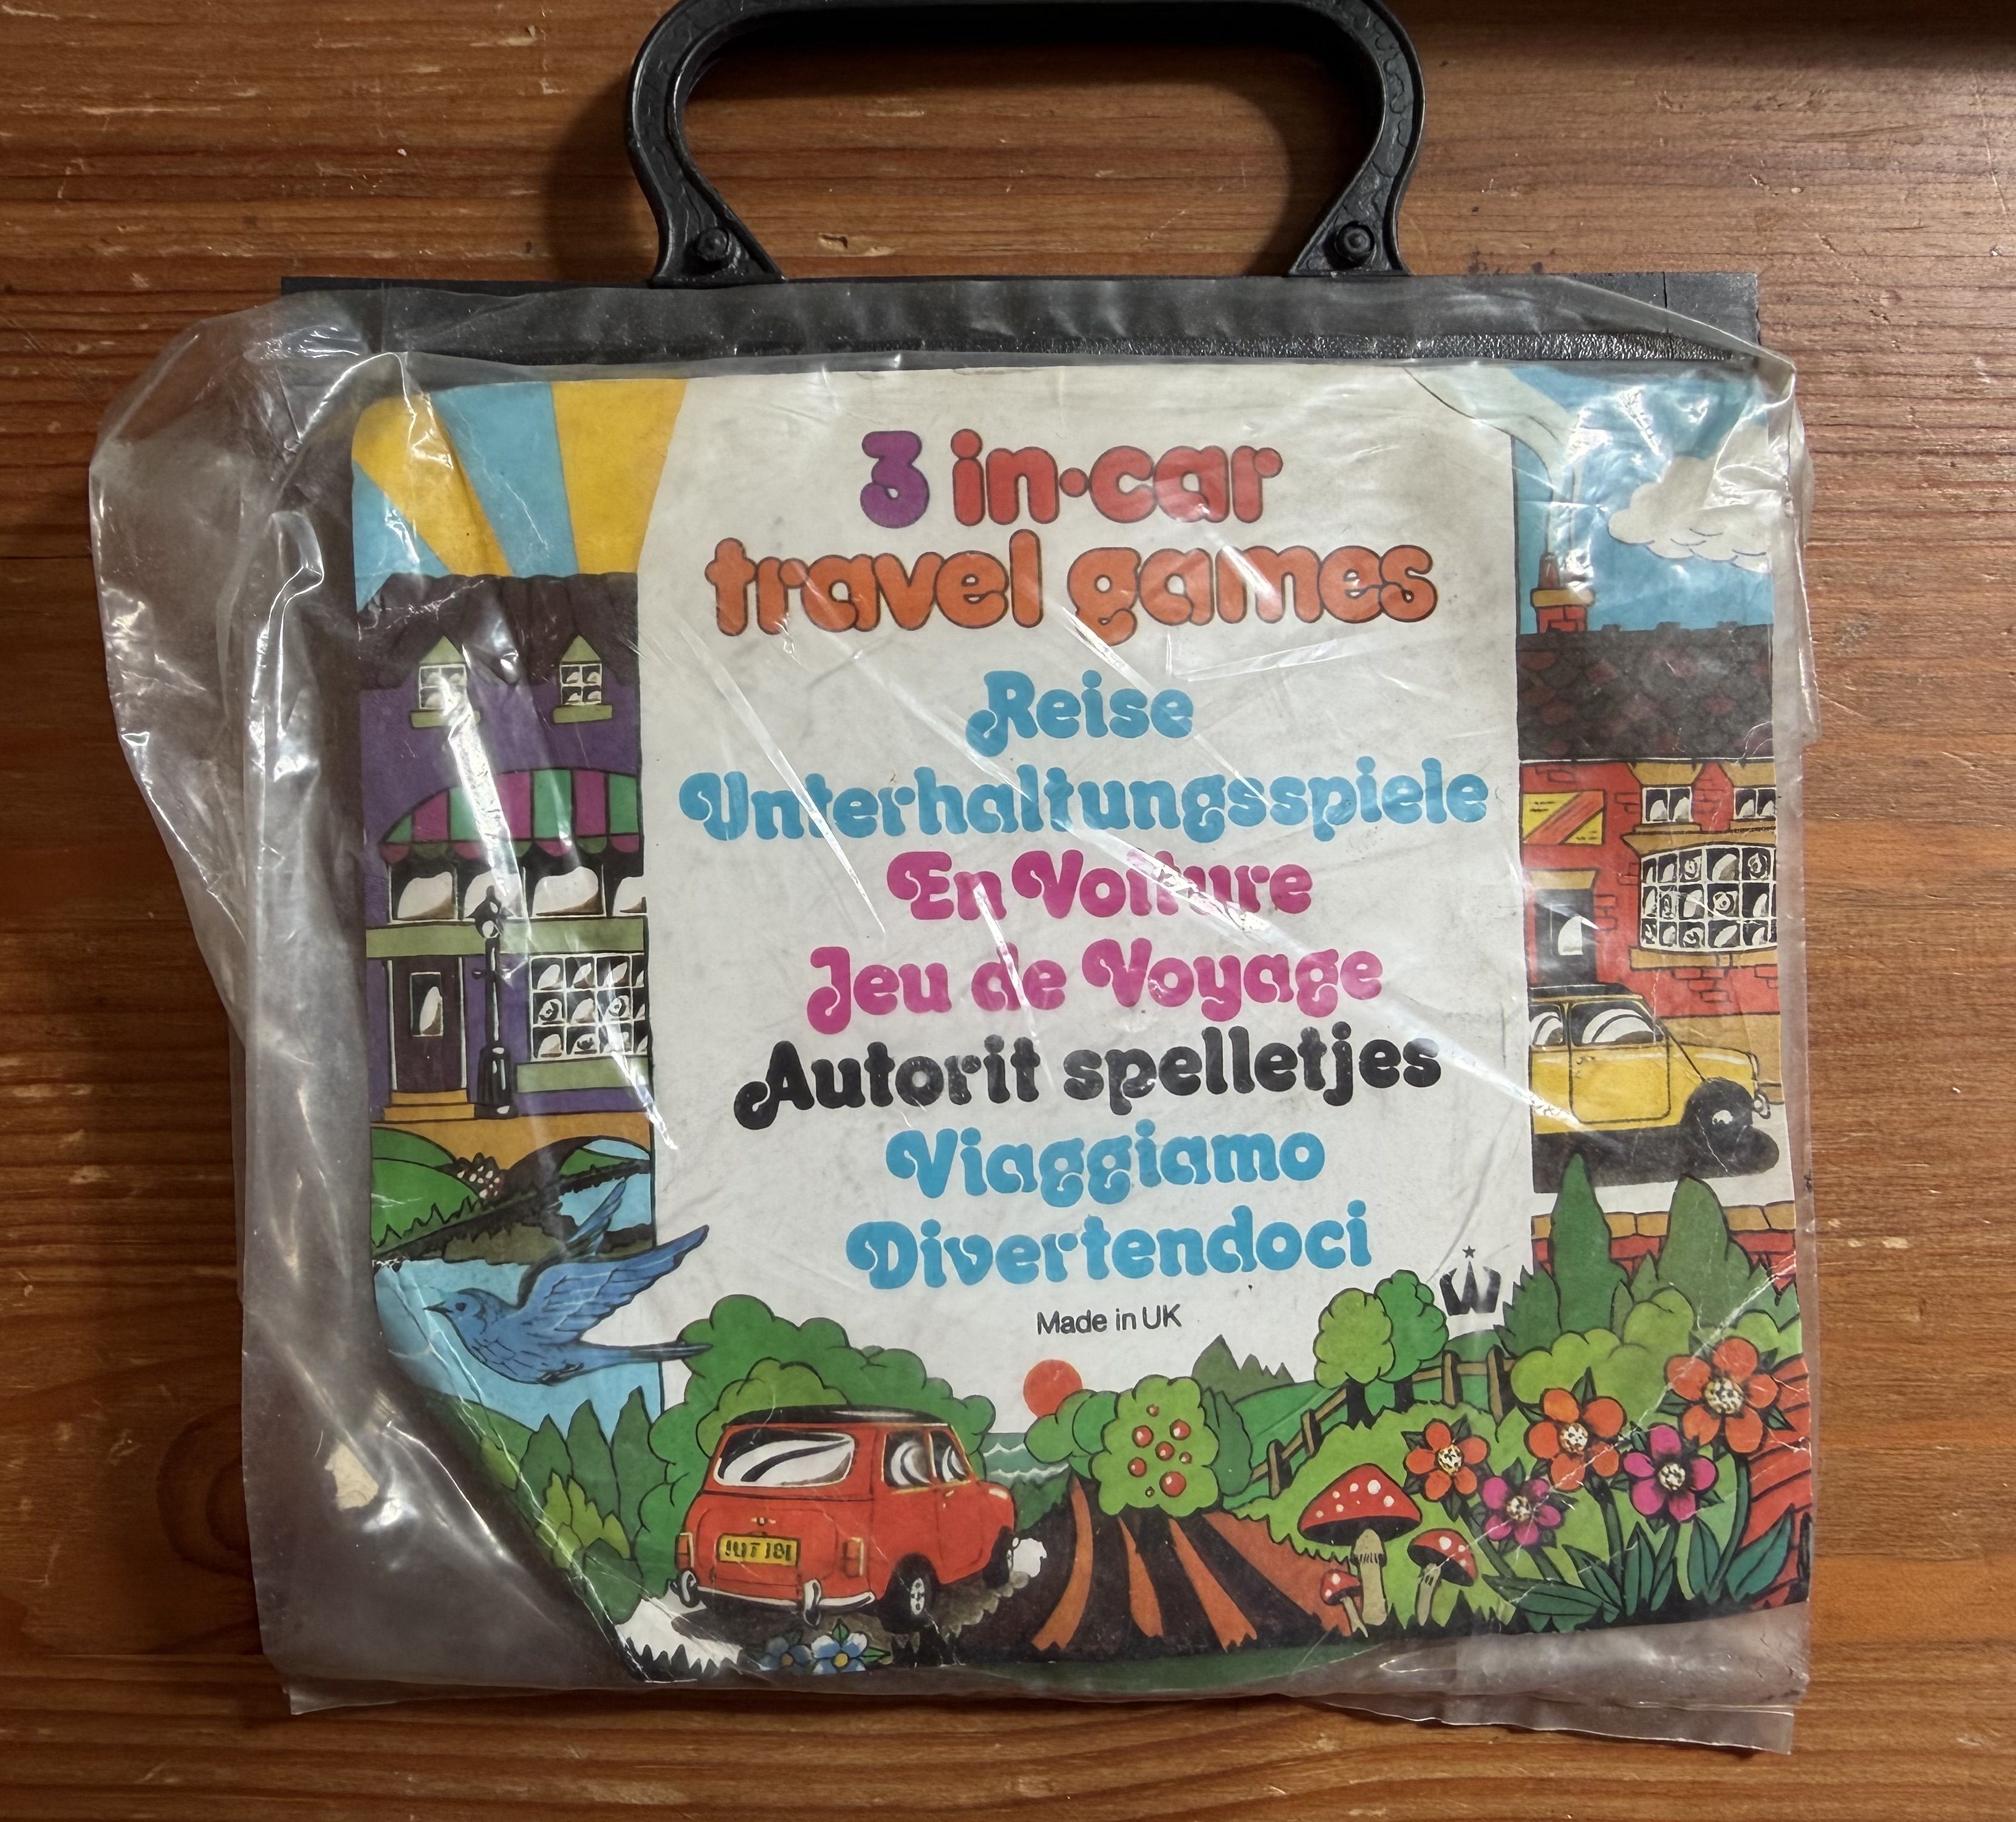 3 in-car
travel games
Reise
Unterhaltungsspiele
En Voiture
Jeu de Voyage
Autorit spelletjes
Viaggiamo
Divertendoci
W
Made in UK